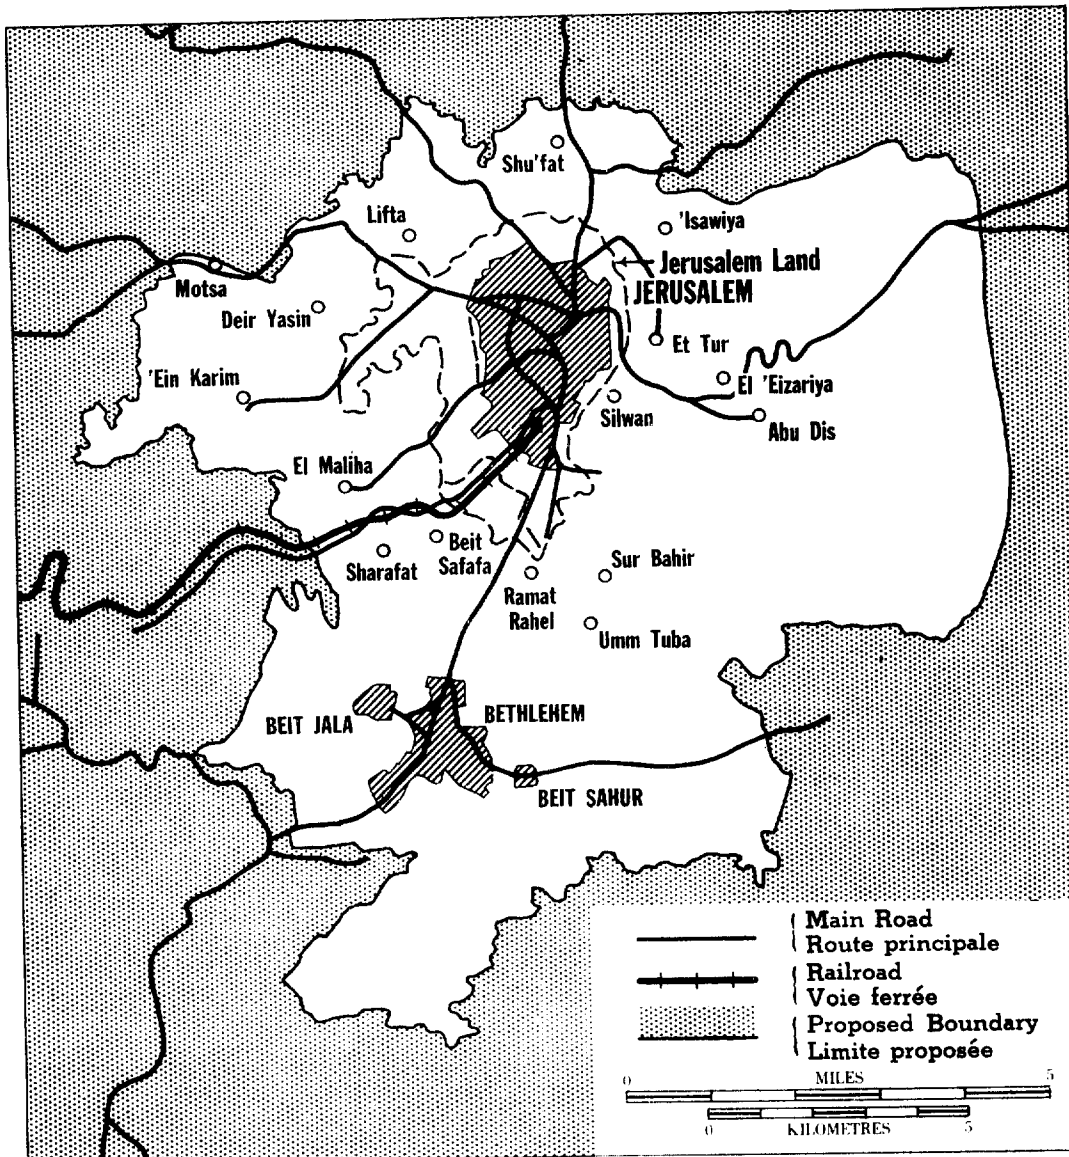 Shu'fat
Lifta
'Isawiya
Jerusalem Land
JERUSALEM
Motsa
Deir Yasin
Et Tur
'Ein Karim
El 'Eizariya
Silwan
Abu Dis
El Maliha
Beit
Safafa
Sharafat
Sur Bahir
Ramat
Rahel
Umm Tuba
BEIT JALA
BETHLEHEM
BEIT SAHUR
Main Road
Route principale
Railroad
Voie ferrée
Proposed Boundary
Limite proposée
0 MILES 5
0 KILOMETRES 5